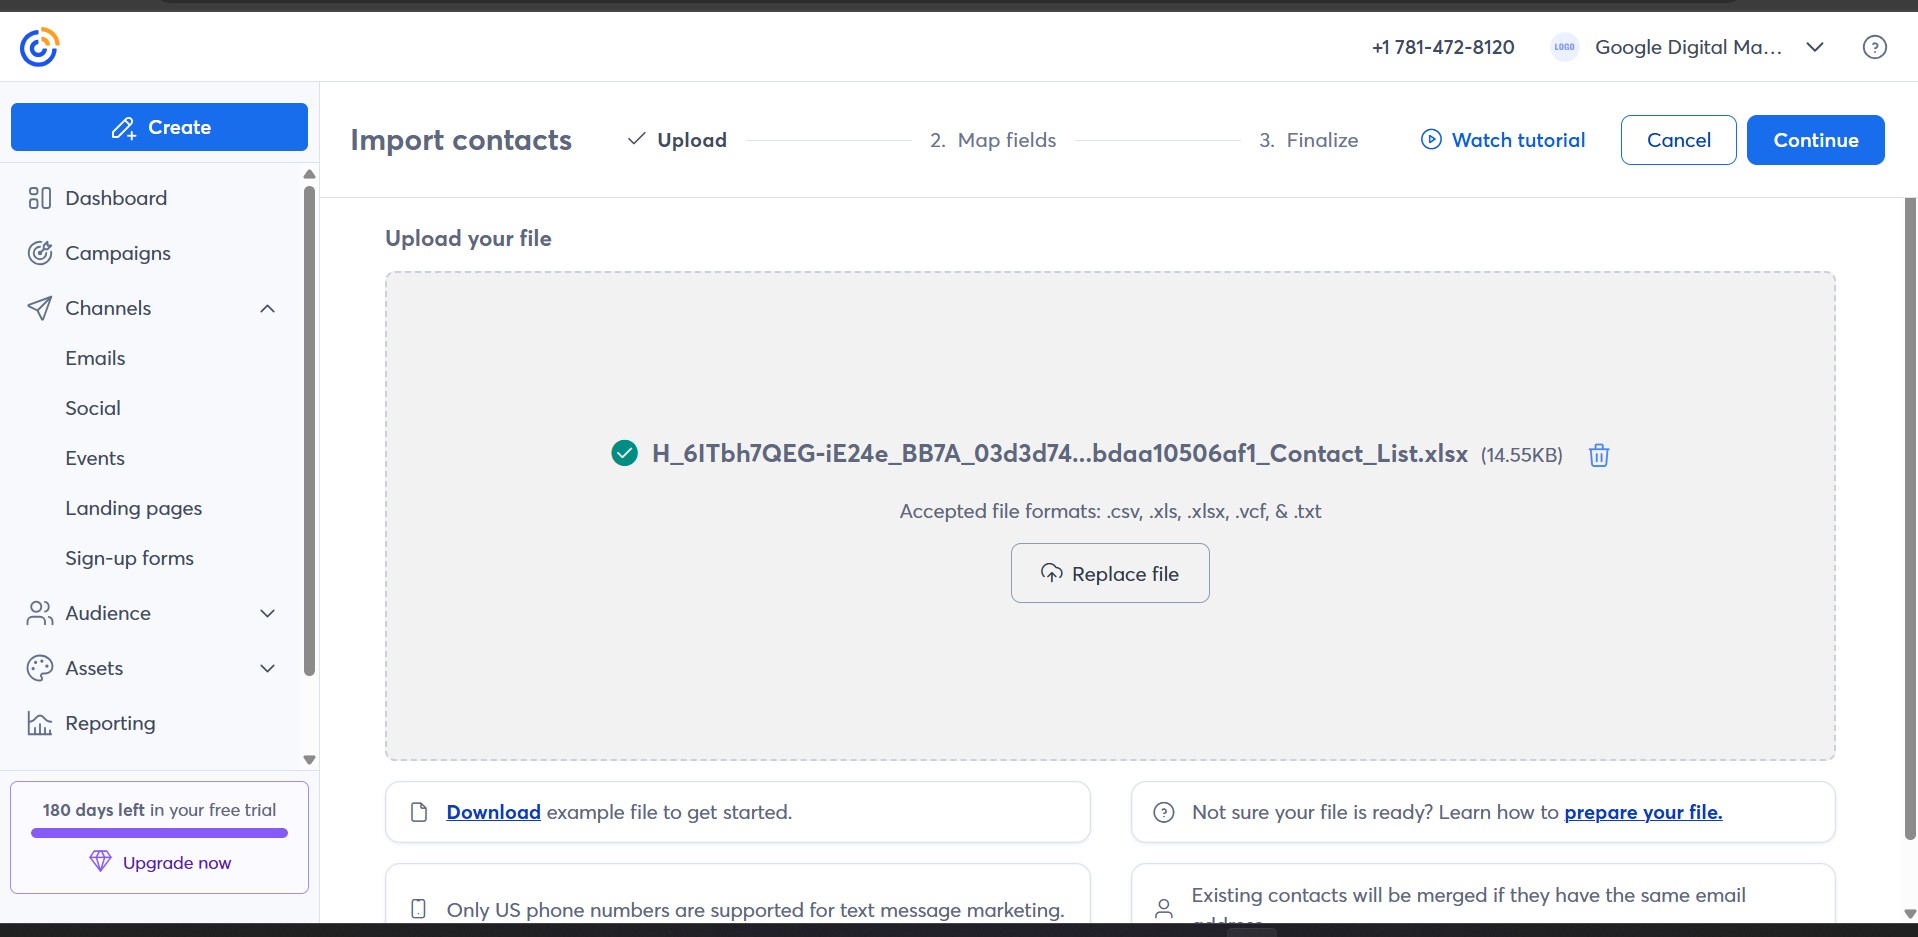 +1 781-472-8120
LOGO
Google Digital Ma...
Create
Dashboard
Campaigns
Channels
Emails
Social
Events
Landing pages
Sign-up forms
Audience
Assets
Reporting
180 days left in your free trial
Upgrade now
Import contacts
Upload
2. Map fields
3. Finalize
Watch tutorial
Cancel
Continue
Upload your file
H_6ITbh7QEG-iE24e_BB7A_03d3d74...bdaa10506af1_Contact_List.xlsx (14.55KB)
Accepted file formats: .csv, .xls, .xlsx, .vcf, & .txt
Replace file
Download example file to get started.
Not sure your file is ready? Learn how to prepare your file.
Only US phone numbers are supported for text message marketing.
Existing contacts will be merged if they have the same email